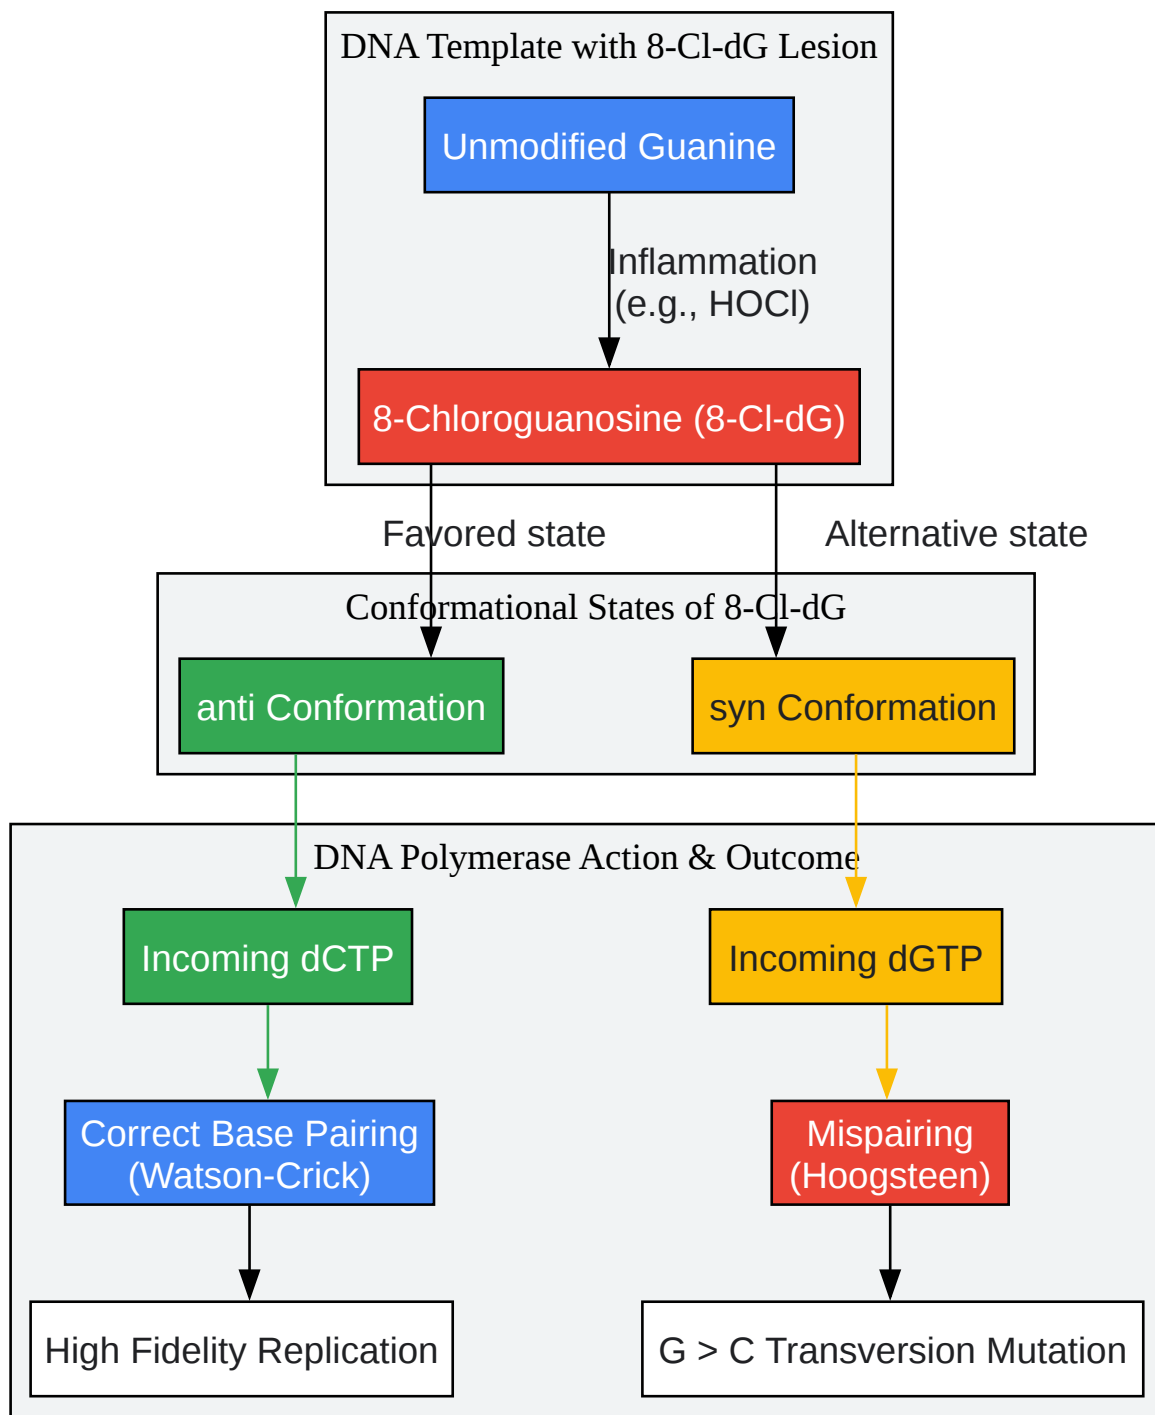 DNA Template with 8-Cl-dG Lesion
Unmodified Guanine
Inflammation
(e.g., HOCl)
8-Chloroguanosine (8-Cl-dG)
Favored state
Alternative state
Conformational States of 8-Cl-dG
anti Conformation
syn Conformation
DNA Polymerase Action & Outcome
Incoming dCTP
Incoming dGTP
Correct Base Pairing
(Watson-Crick)
Mispairing
(Hoogsteen)
High Fidelity Replication
G > C Transversion Mutation